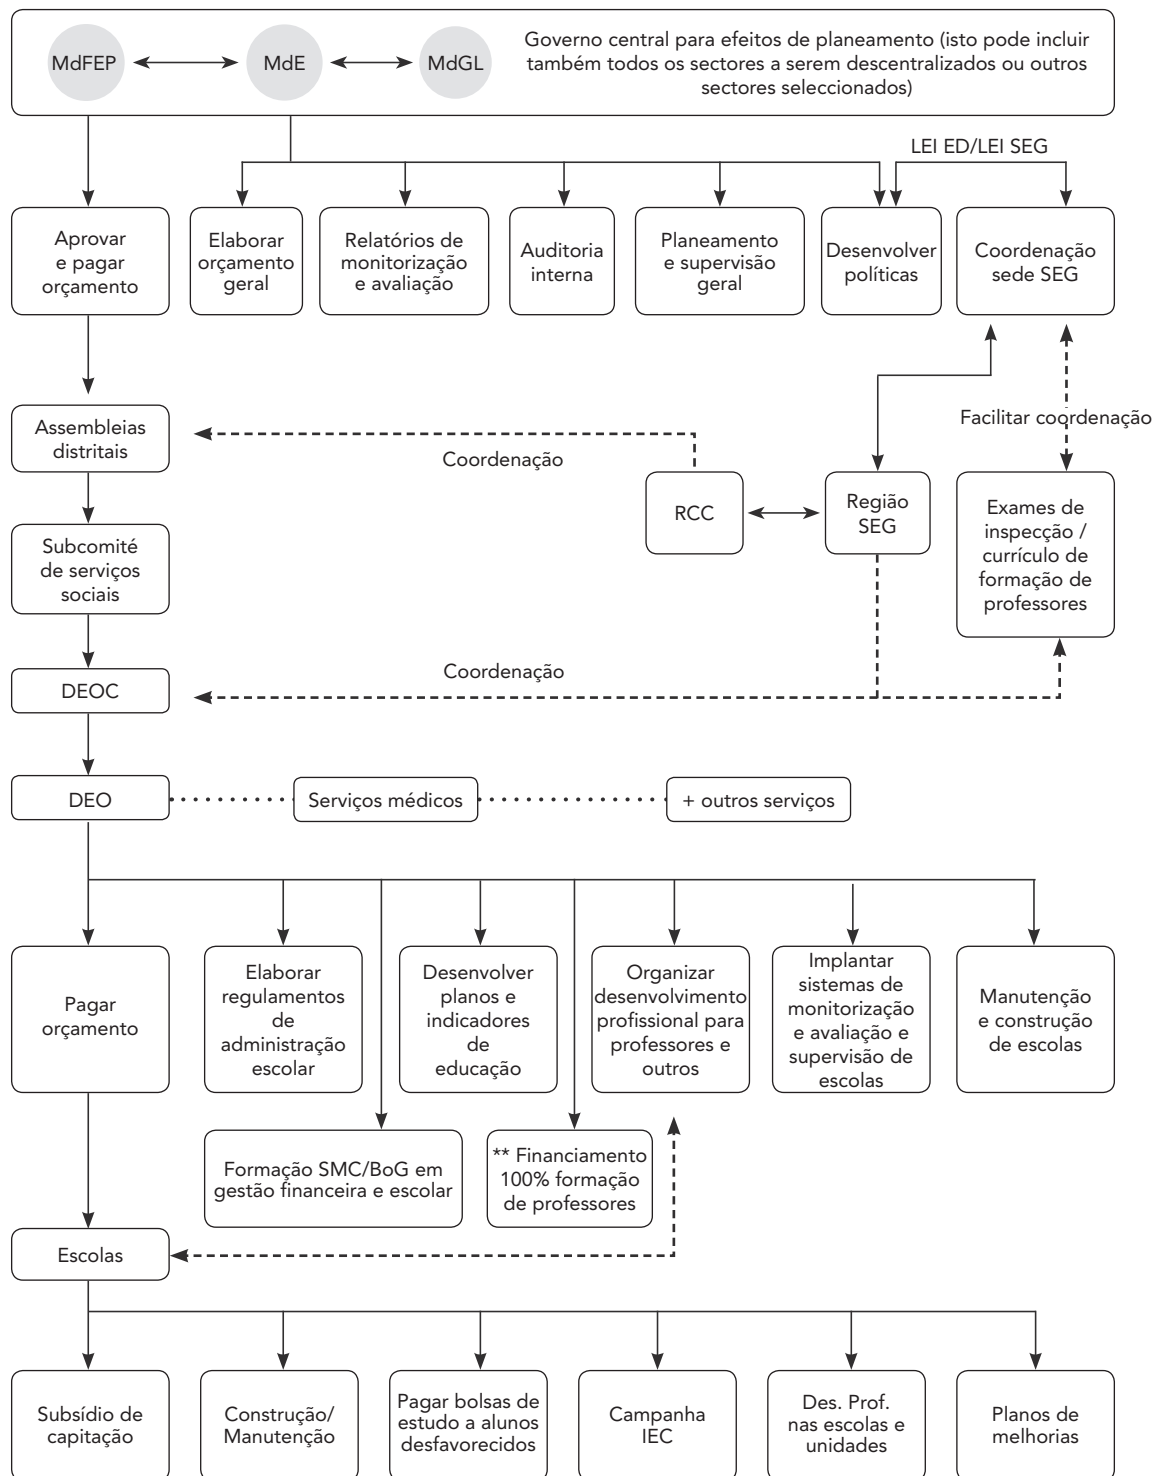 MdFEP
MdE
MdGL
Governo central para efeitos de planeamento (isto pode incluir
também todos os sectores a serem descentralizados ou outros
sectores seleccionados)
LEI ED/LEI SEG
Aprovar
e pagar
orçamento
Elaborar
orçamento
geral
Relatórios de
monitorização
e avaliação
Auditoria
interna
Planeamento
e supervisão
geral
Desenvolver
políticas
Coordenação
sede SEG
Assembleias
distritais
Coordenação
Facilitar coordenação
RCC
Região
SEG
Exames de
inspecção /
currículo de
formação de
professores
Subcomité
de serviços
sociais
Coordenação
DEOC
DEO
Serviços médicos
+ outros serviços
Pagar
orçamento
Elaborar
regulamentos
de
administração
escolar
Desenvolver
planos e
indicadores
de
educação
Organizar
desenvolvimento
profissional para
professores e
outros
Implantar
sistemas de
monitorização
e avaliação e
supervisão de
escolas
Manutenção
e construção
de escolas
Formação SMC/BoG em
gestão financeira e escolar
** Financiamento
100% formação
de professores
Escolas
Subsídio de
capitação
Construção/
Manutenção
Pagar bolsas de
estudo a alunos
desfavorecidos
Campanha
IEC
Des. Prof.
nas escolas e
unidades
Planos de
melhorias